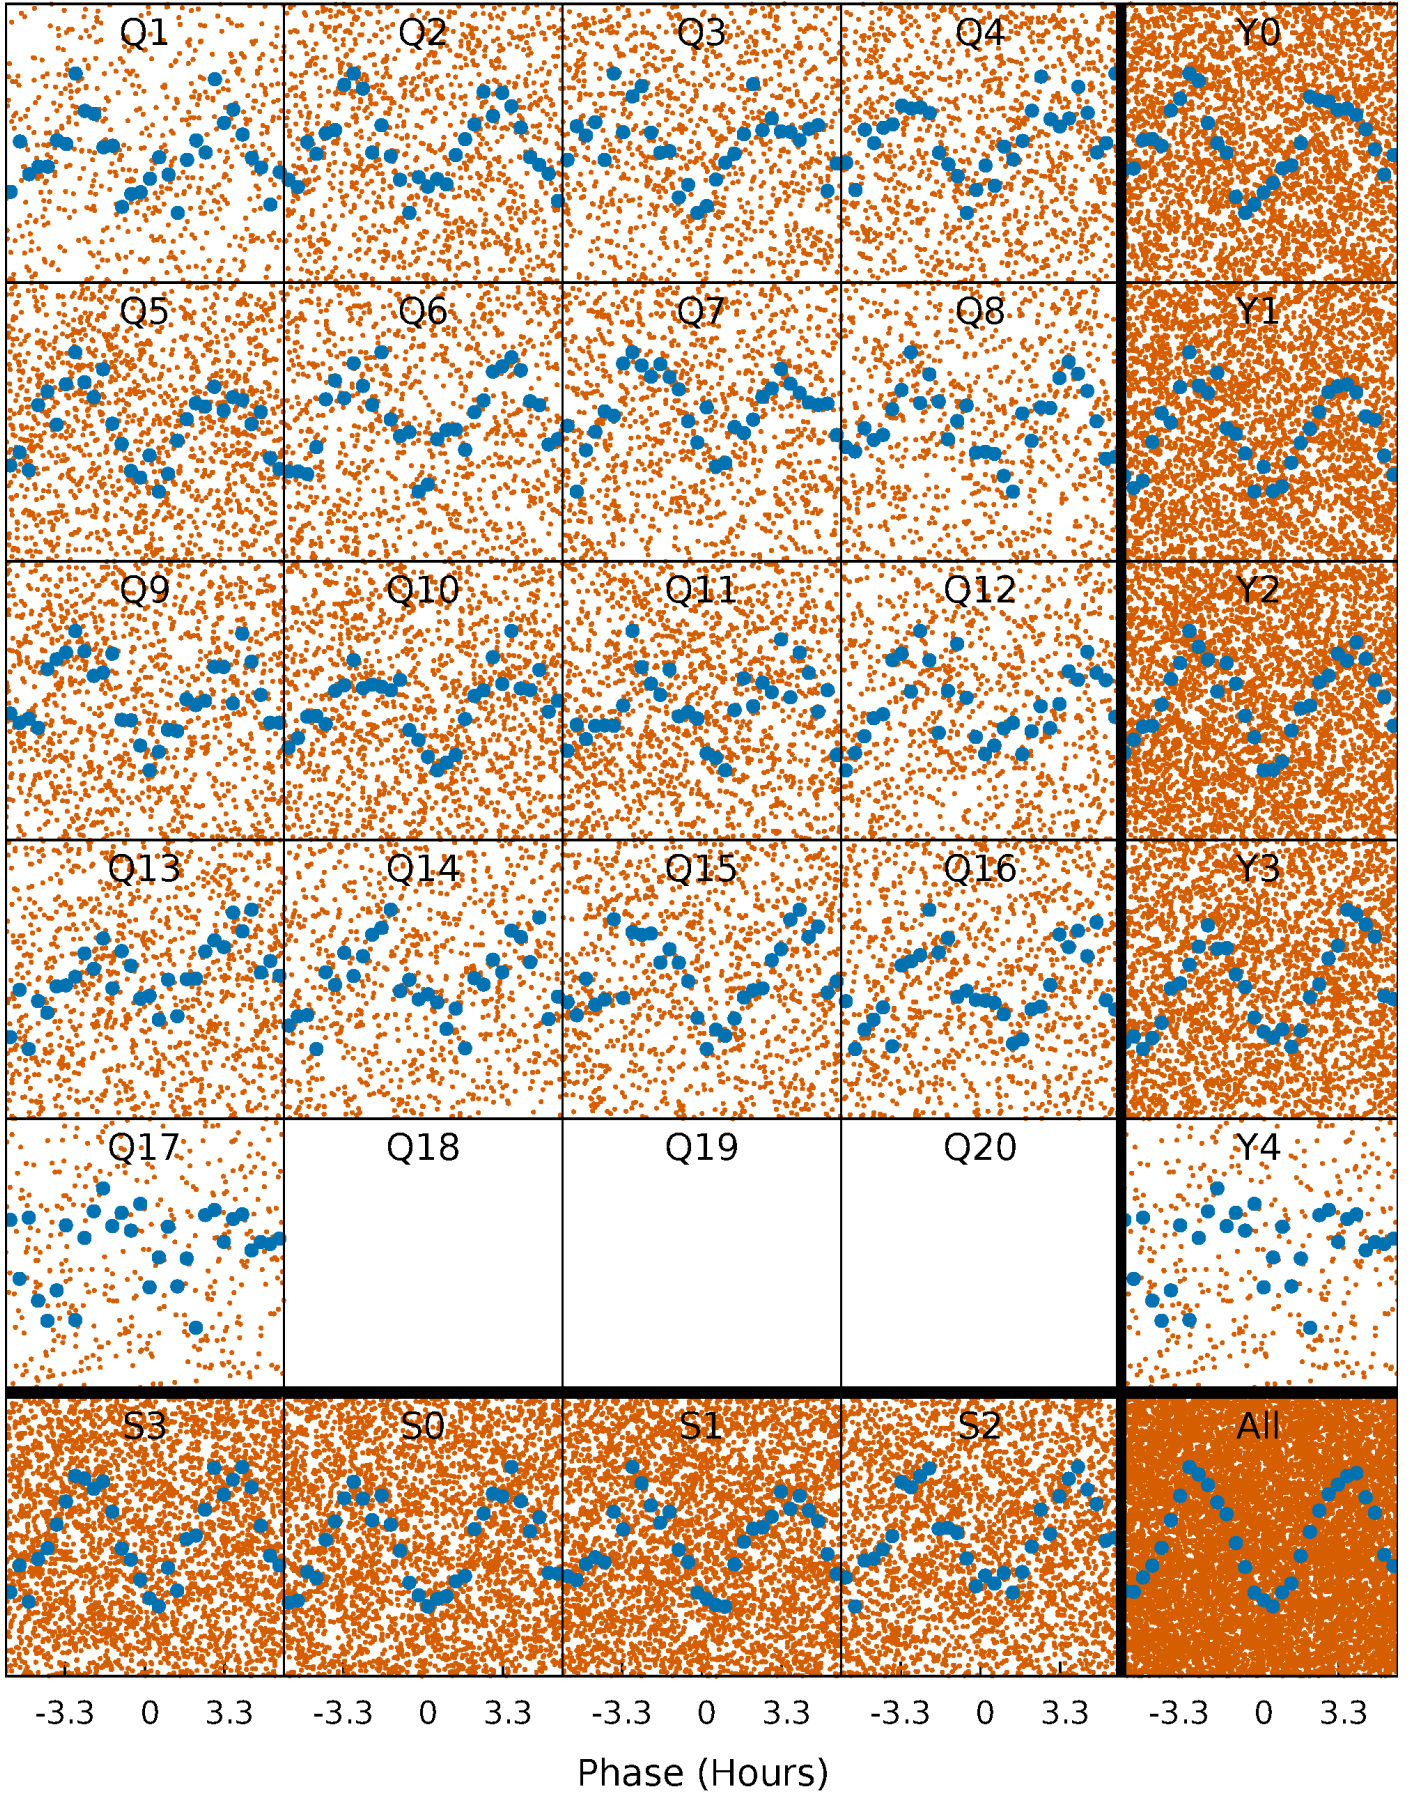 Q1 Q2 Q3 Q4 Y0
Q5 Q6 Q7 Q8 Y1
Q9 Q10 Q11 Q12 Y2
Q13 Q14 Q15 Q16 Y3
Q17 Q18 Q19 Q20 Y4
S3 S0 S1 S2 All
-3.3 0 3.3 -3.3 0 3.3 -3.3 0 3.3 -3.3 0 3.3 -3.3 0 3.3
Phase (Hours)